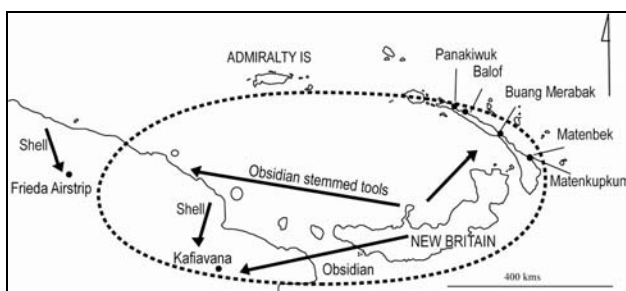 ADMIRALTY IS
Panakiwuk
Balof
Buang Merabak
Matenbek
Matenkupkum
Shell
Frieda Airstrip
Obsidian stemmed tools
Shell
Kafiavana
NEW BRITAIN
Obsidian
400 kms